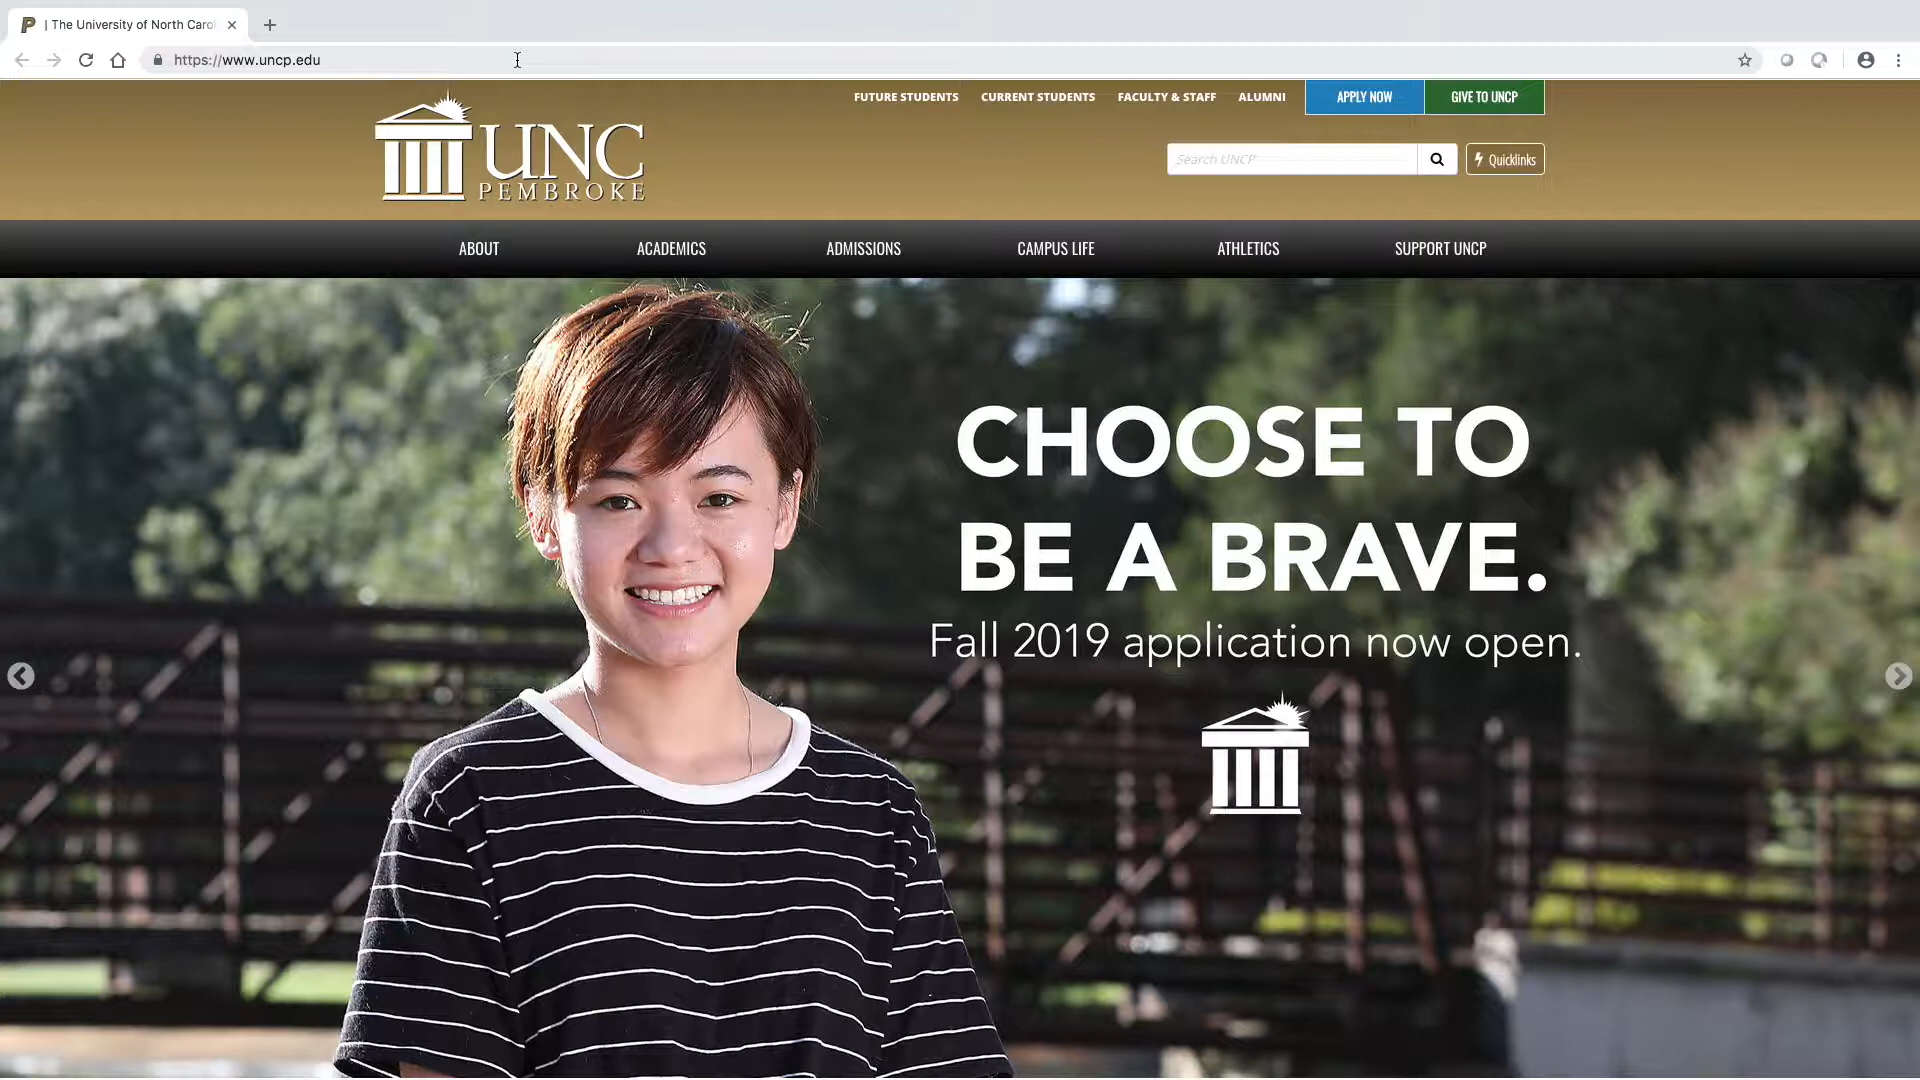 | The University of North Caro
https://www.uncp.edu
FUTURE STUDENTS CURRENT STUDENTS FACULTY & STAFF ALUMNI APPLY NOW GIVE TO UNCP
UNC
PEMBROKE
Search UNCP
Quicklinks
ABOUT ACADEMICS ADMISSIONS CAMPUS LIFE ATHLETICS SUPPORT UNCP
CHOOSE TO
BE A BRAVE.
Fall 2019 application now open.